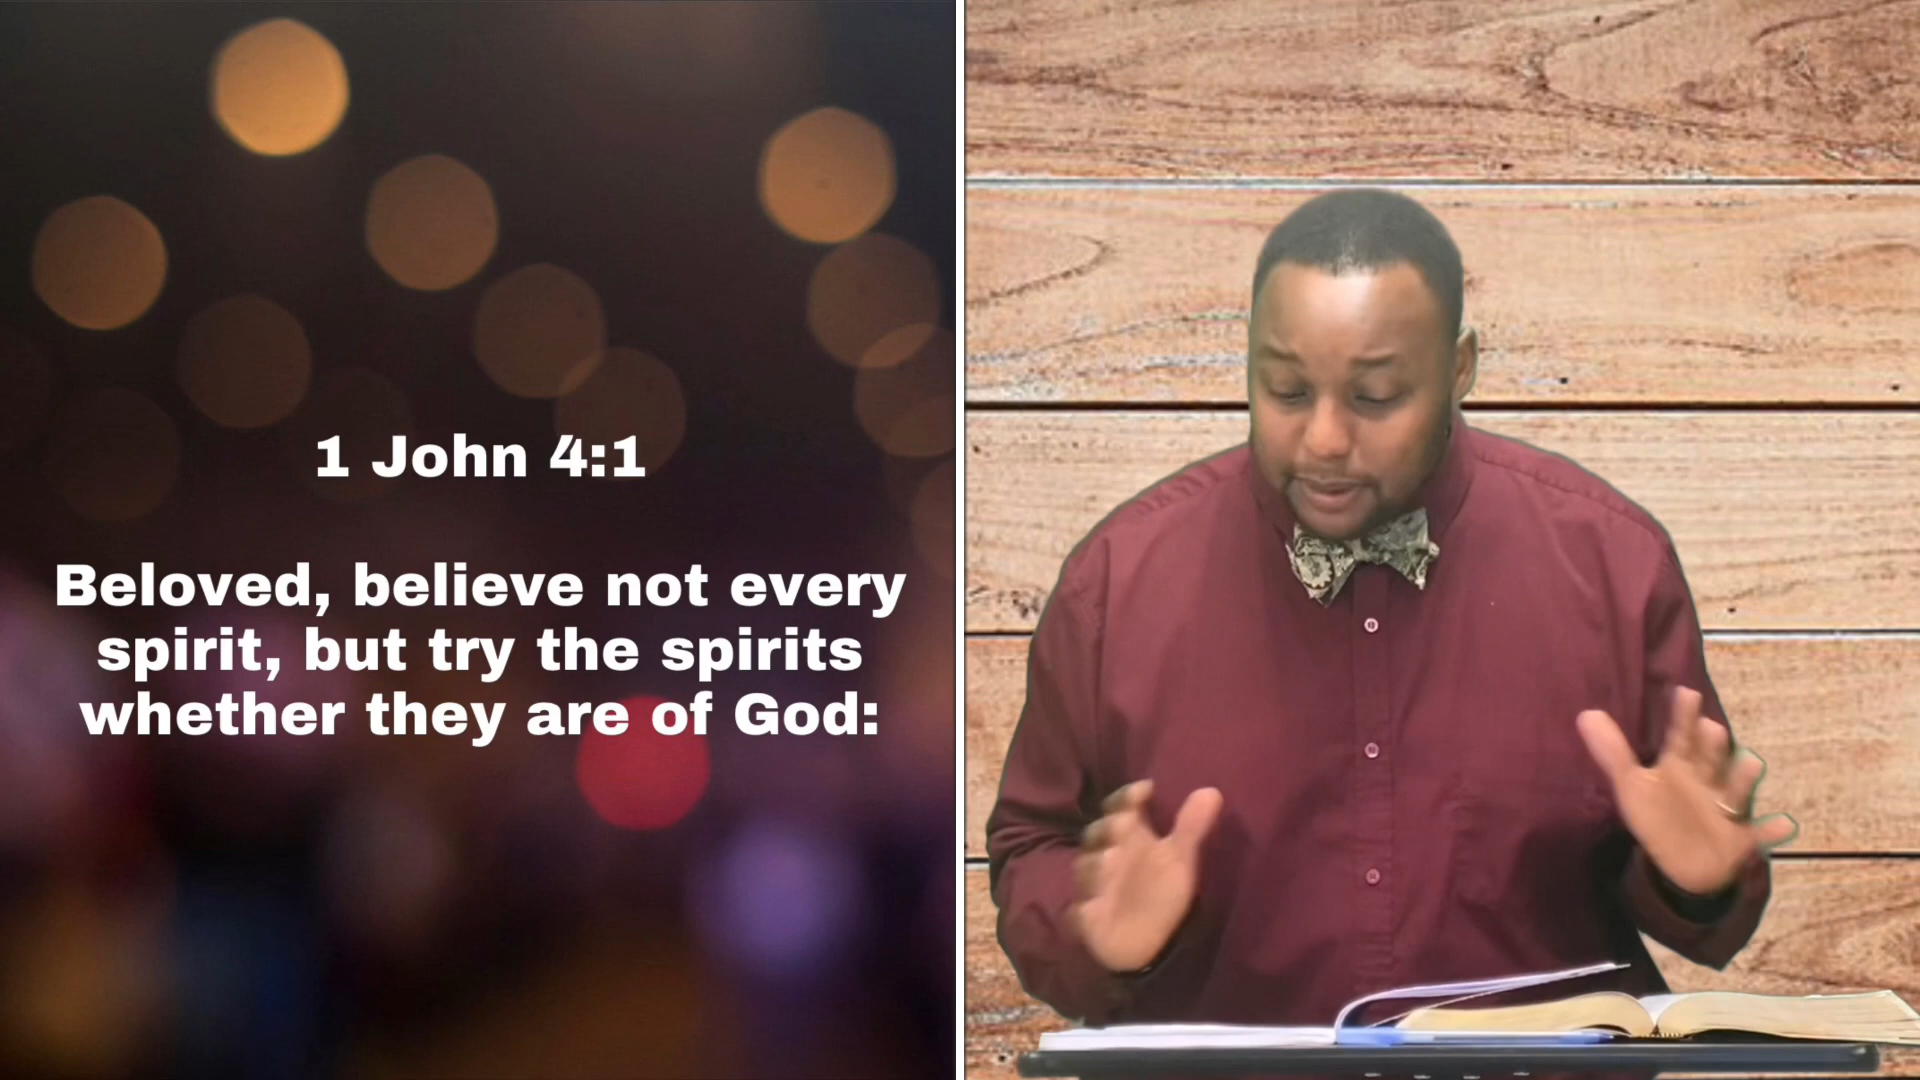 1 John 4:1
Beloved, believe not every
spirit, but try the spirits
whether they are of God: